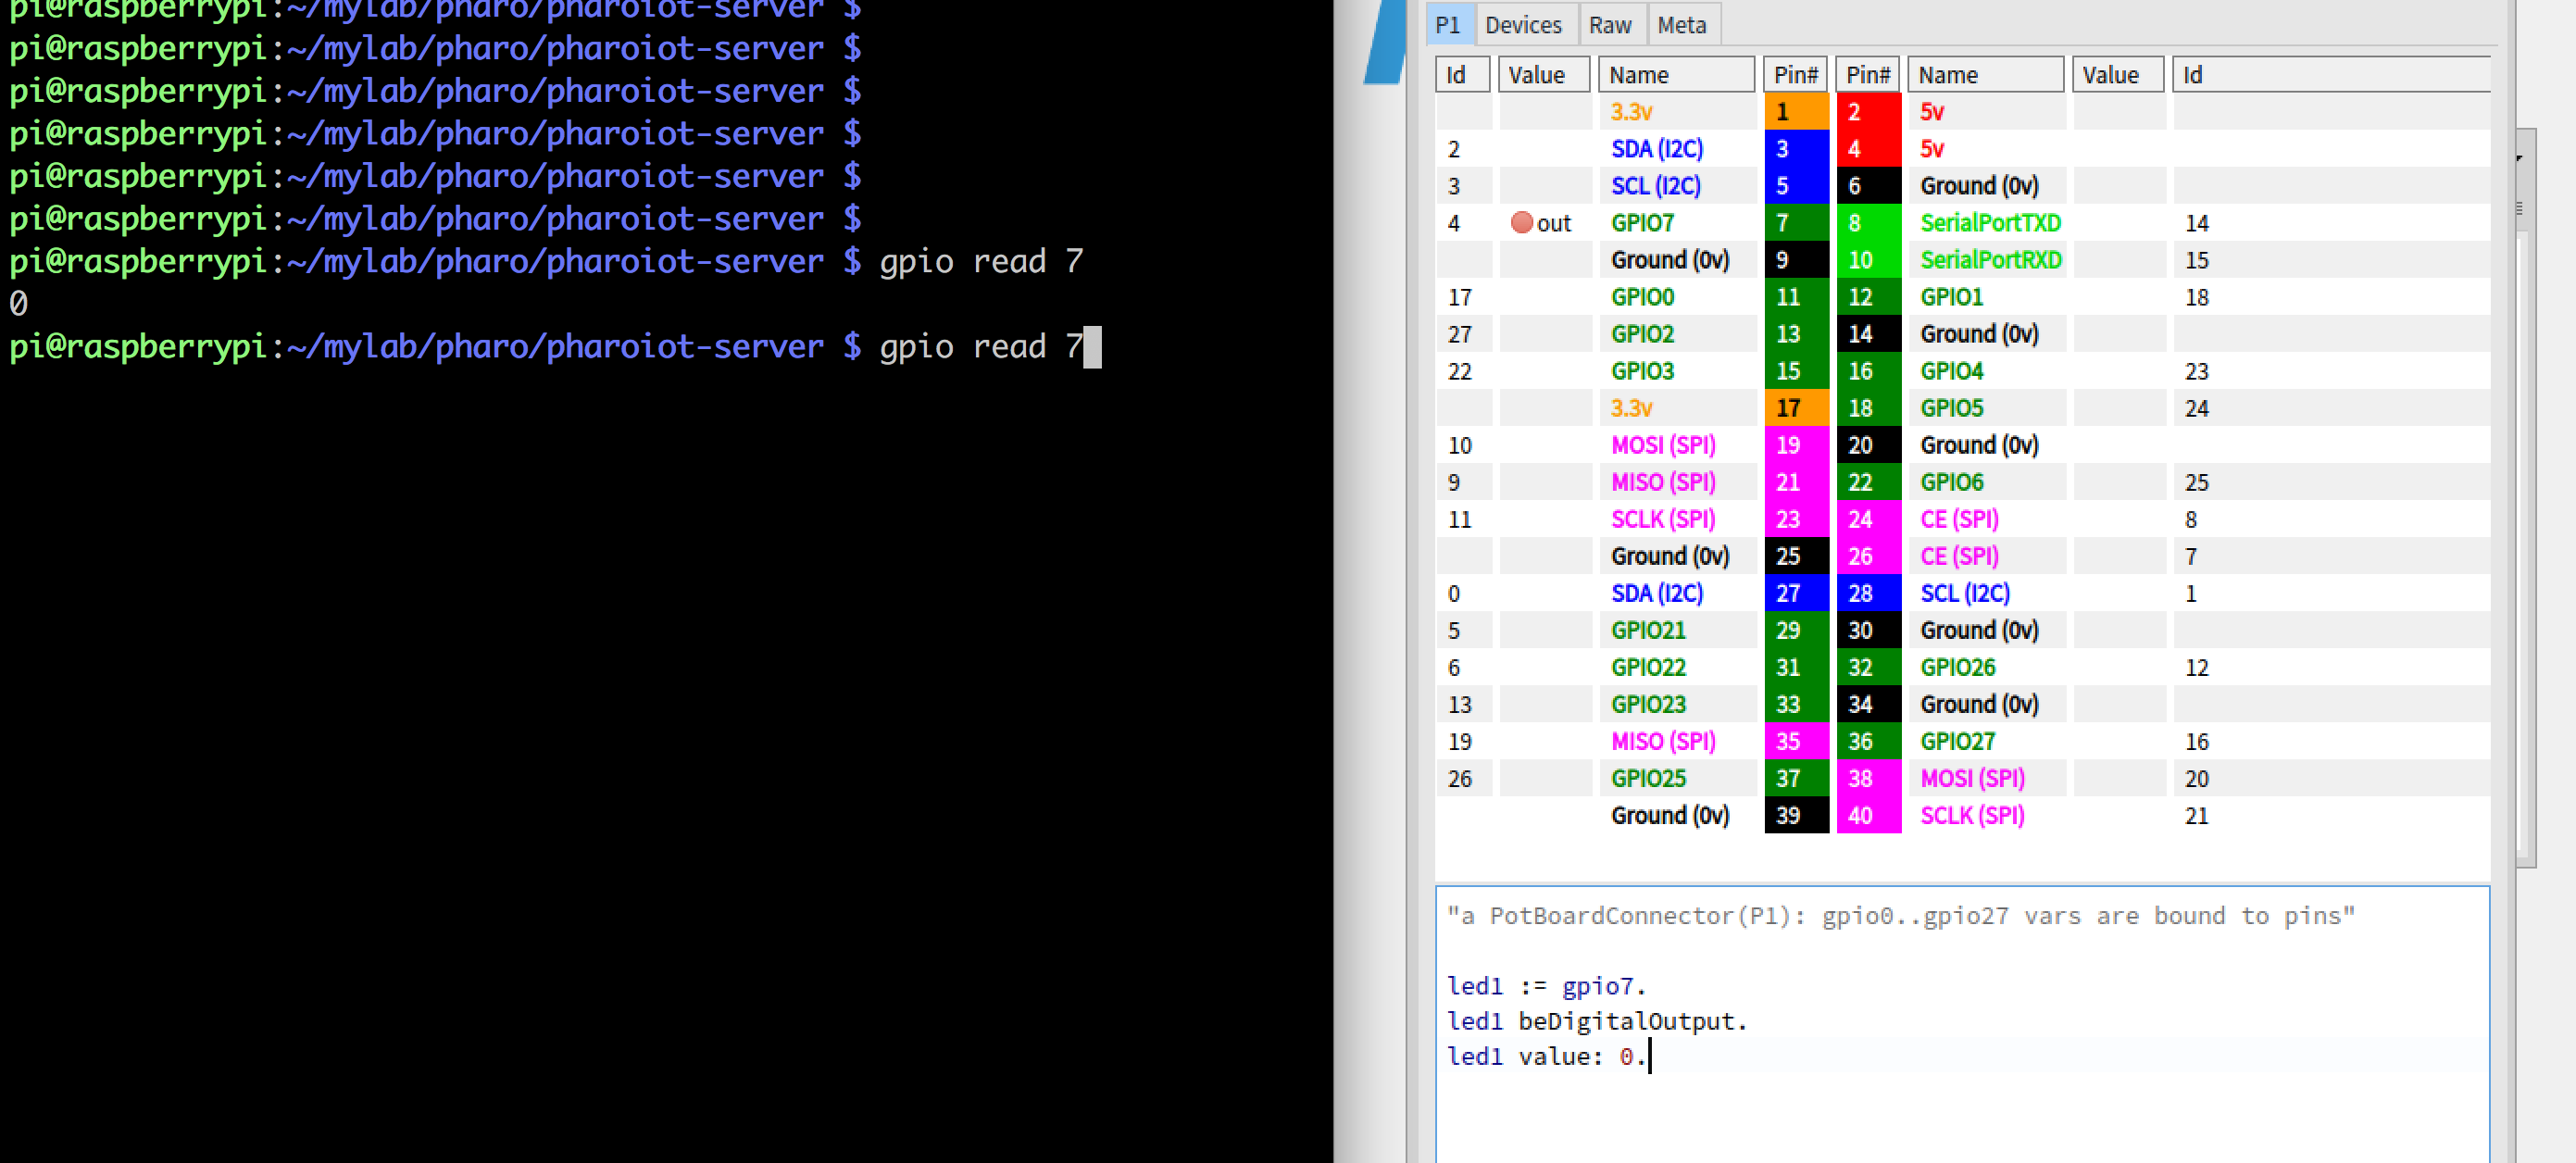 pi@raspberrypi:~/mylab/pharo/pharoiot-server $
pi@raspberrypi:~/mylab/pharo/pharoiot-server $
pi@raspberrypi:~/mylab/pharo/pharoiot-server $
pi@raspberrypi:~/mylab/pharo/pharoiot-server $
pi@raspberrypi:~/mylab/pharo/pharoiot-server $
pi@raspberrypi:~/mylab/pharo/pharoiot-server $
pi@raspberrypi:~/mylab/pharo/pharoiot-server $ gpio read 7
0
pi@raspberrypi:~/mylab/pharo/pharoiot-server $ gpio read 7
P1 Devices Raw Meta
Id Value Name Pin# Pin# Name Value Id
3.3v 1 2 5v
2 SDA (I2C) 3 4 5v
3 SCL (I2C) 5 6 Ground (0v)
4 out GPIO7 7 8 SerialPortTXD 14
Ground (0v) 9 10 SerialPortRXD 15
17 GPIO0 11 12 GPIO1 18
27 GPIO2 13 14 Ground (0v)
22 GPIO3 15 16 GPIO4 23
3.3v 17 18 GPIO5 24
10 MOSI (SPI) 19 20 Ground (0v)
9 MISO (SPI) 21 22 GPIO6 25
11 SCLK (SPI) 23 24 CE (SPI) 8
Ground (0v) 25 26 CE (SPI) 7
0 SDA (I2C) 27 28 SCL (I2C) 1
5 GPIO21 29 30 Ground (0v)
6 GPIO22 31 32 GPIO26 12
13 GPIO23 33 34 Ground (0v)
19 MISO (SPI) 35 36 GPIO27 16
26 GPIO25 37 38 MOSI (SPI) 20
Ground (0v) 39 40 SCLK (SPI) 21
"a PotBoardConnector(P1): gpio0..gpio27 vars are bound to pins"
led1 := gpio7.
led1 beDigitalOutput.
led1 value: 0.